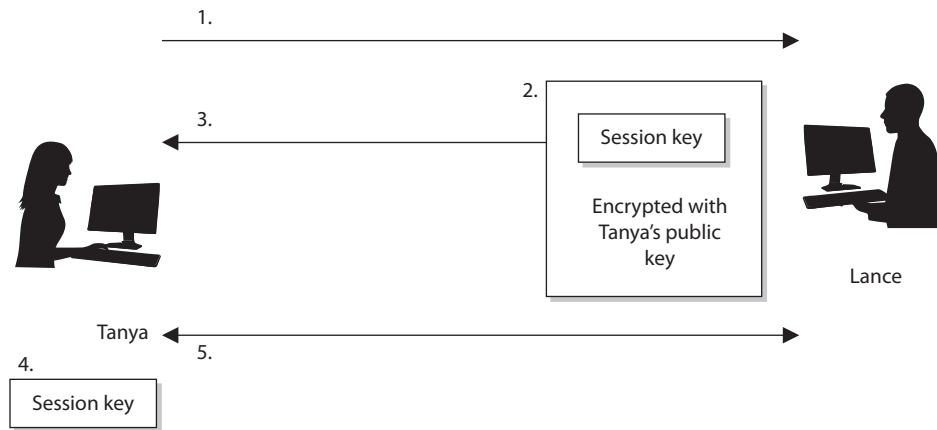 1.
2.
3.
Session key
Encrypted with
Tanya's public
key
Lance
Tanya
5.
4.
Session key